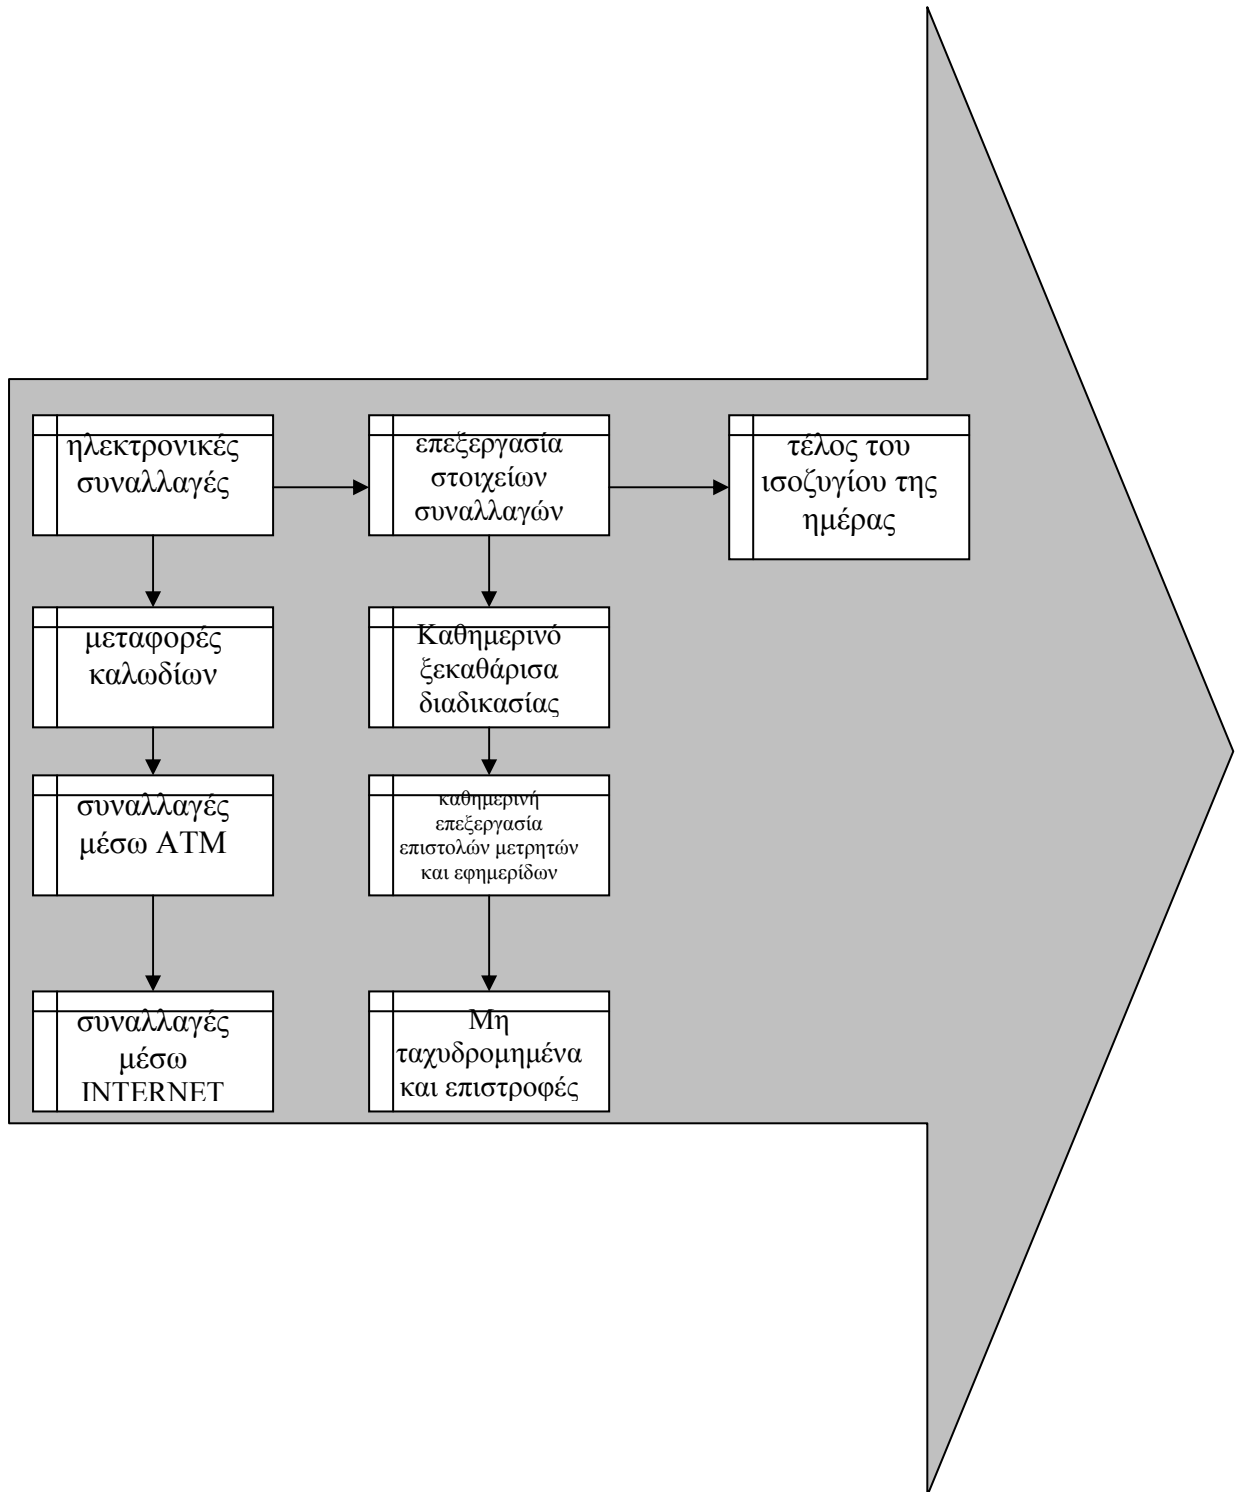 ηλεκτρονικές
συναλλαγές
επεξεργασία
στοιχείων
συναλλαγών
τέλος του
ισοζυγίου της
ημέρας
μεταφορές
καλωδίων
Καθημερινό
ξεκαθάρισα
διαδικασίας
συναλλαγές
μέσω ATM
καθημερινή
επεξεργασία
επιστολών μετρητών
και εφημερίδων
συναλλαγές
μέσω
INTERNET
Μη
ταχυδρομημένα
και επιστροφές